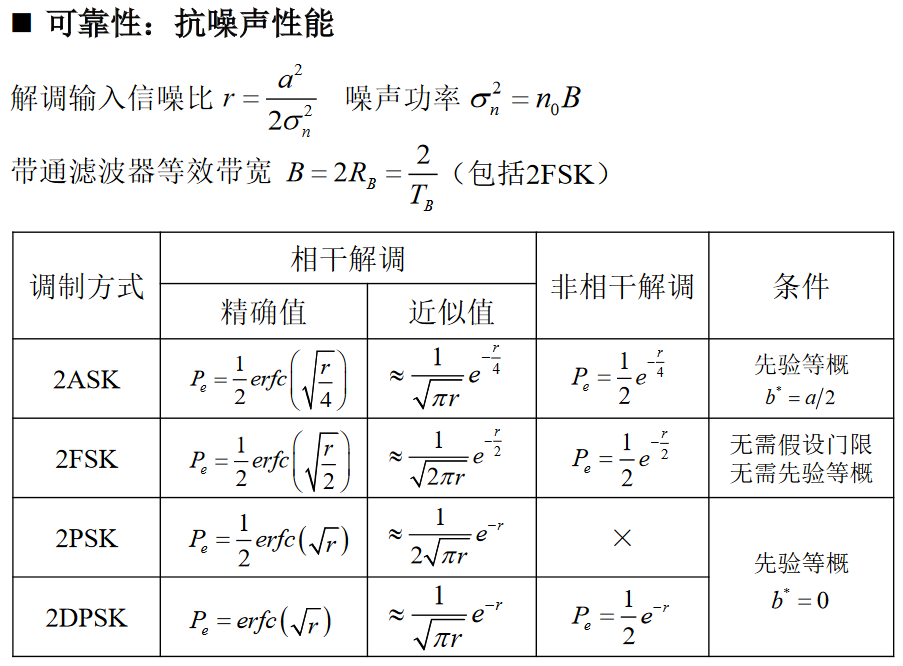 ■ 可靠性：抗噪声性能
解调输入信噪比 $r=\frac{a^2}{2\sigma_n^2}$ 噪声功率 $\sigma_n^2=n_0B$
带通滤波器等效带宽 $B=2R_B=\frac{2}{T_B}$（包括2FSK）
调制方式 相干解调 非相干解调 条件
精确值 近似值
2ASK $P_e=\frac{1}{2}erfc\left(\sqrt{\frac{r}{4}}\right)$ $\approx\frac{1}{\sqrt{\pi r}}e^{-\frac{r}{4}}$ $P_e=\frac{1}{2}e^{-\frac{r}{4}}$ 先验等概
$b^*=a/2$
2FSK $P_e=\frac{1}{2}erfc\left(\sqrt{\frac{r}{2}}\right)$ $\approx\frac{1}{\sqrt{2\pi r}}e^{-\frac{r}{2}}$ $P_e=\frac{1}{2}e^{-\frac{r}{2}}$ 无需假设门限
无需先验等概
2PSK $P_e=\frac{1}{2}erfc(\sqrt{r})$ $\approx\frac{1}{2\sqrt{\pi r}}e^{-r}$ ×
先验等概
$b^*=0$
2DPSK $P_e=erfc(\sqrt{r})$ $\approx\frac{1}{\sqrt{\pi r}}e^{-r}$ $P_e=\frac{1}{2}e^{-r}$